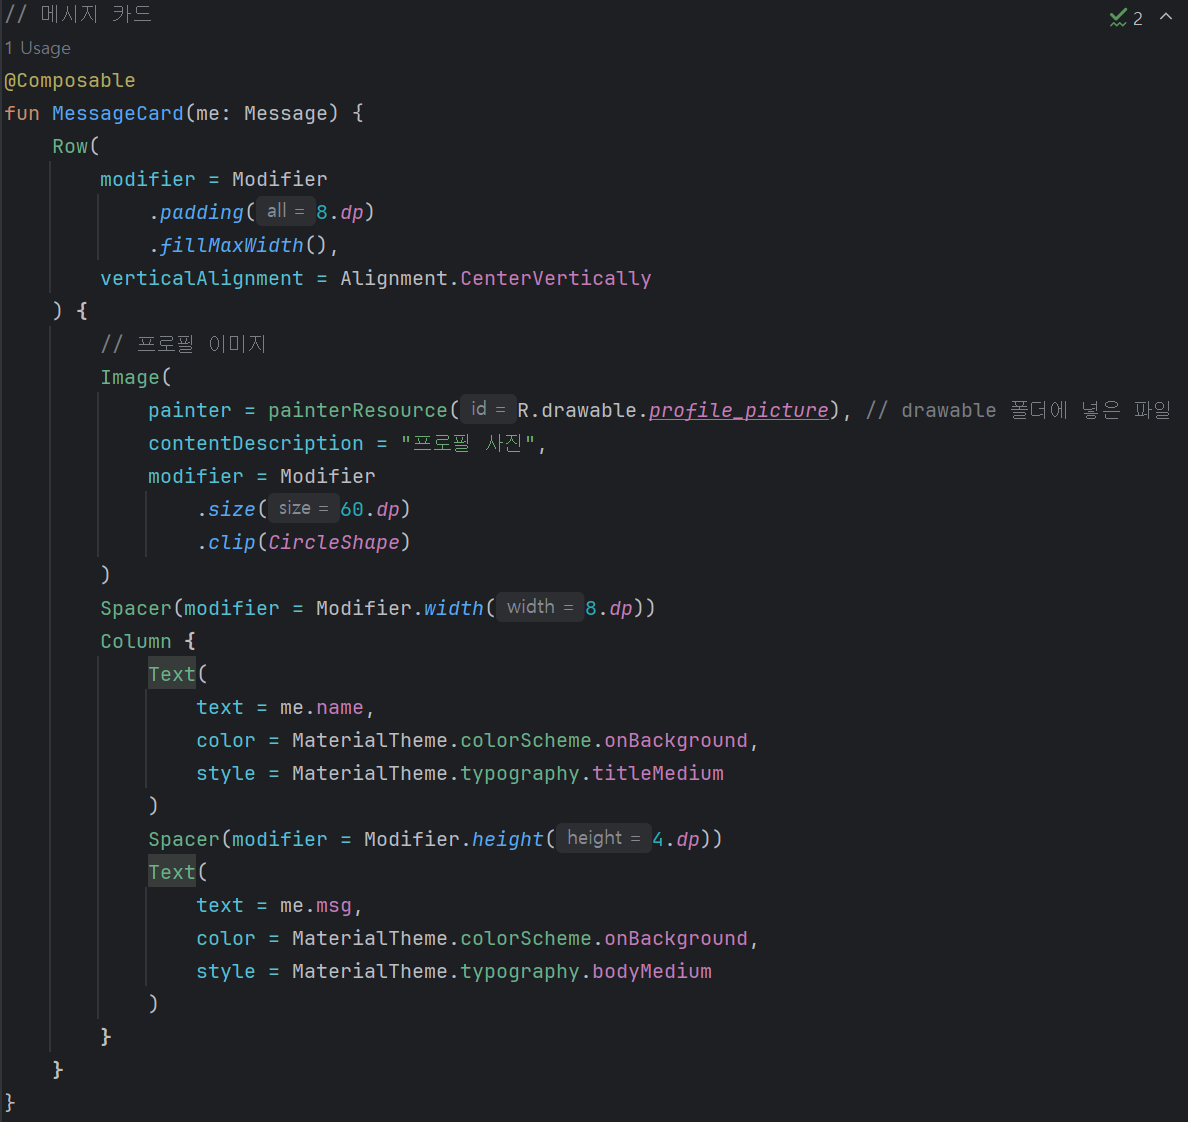 // 메시지 카드
2
1 Usage
@Composable
fun MessageCard(me: Message) {
    Row(
        modifier = Modifier
            .padding( all = 8.dp)
            .fillMaxWidth(),
        verticalAlignment = Alignment.CenterVertically
    ) {
        // 프로필 이미지
        Image(
            painter = painterResource( id = R.drawable.profile_picture), // drawable 폴더에 넣은 파일
            contentDescription = "프로필 사진",
            modifier = Modifier
                .size( size = 60.dp)
                .clip(CircleShape)
        )
        Spacer(modifier = Modifier.width( width = 8.dp))
        Column {
            Text(
                text = me.name,
                color = MaterialTheme.colorScheme.onBackground,
                style = MaterialTheme.typography.titleMedium
            )
            Spacer(modifier = Modifier.height( height = 4.dp))
            Text(
                text = me.msg,
                color = MaterialTheme.colorScheme.onBackground,
                style = MaterialTheme.typography.bodyMedium
            )
        }
    }
}